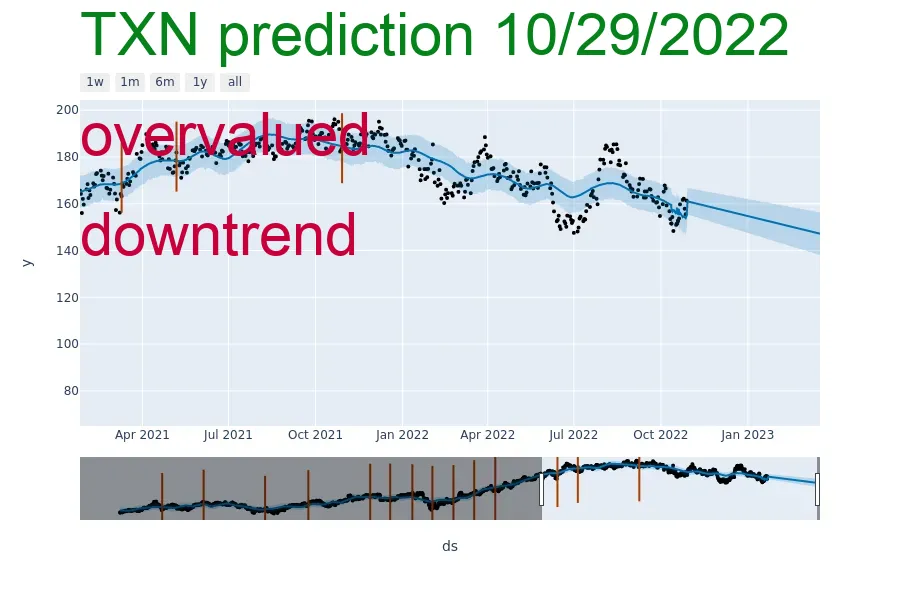 TXN prediction 10/29/2022
1w 1m 6m 1y all
200
overvalued
180
160
downtrend
140
y
120
100
80
Apr 2021 Jul 2021 Oct 2021 Jan 2022 Apr 2022 Jul 2022 Oct 2022 Jan 2023
ds